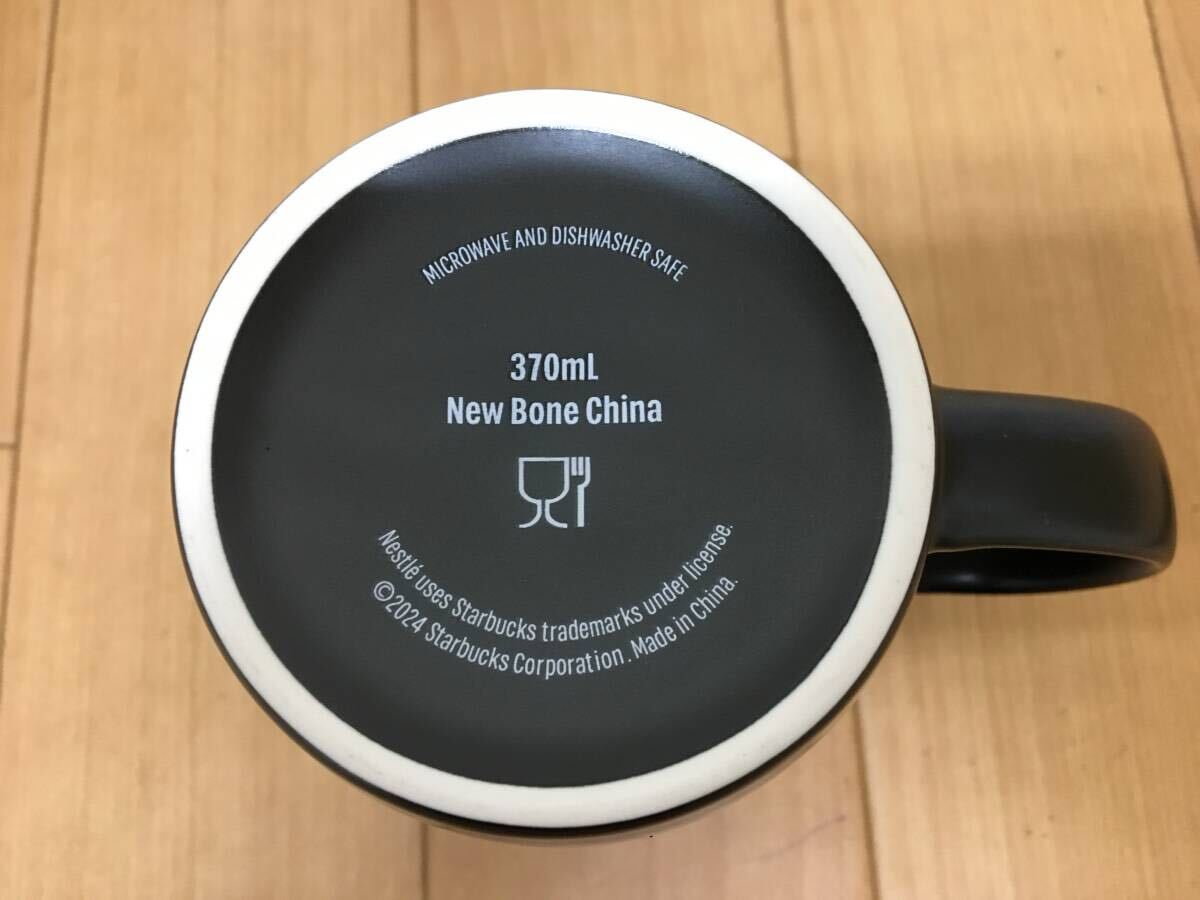 MICROWAVE AND DISHWASHER SAFE
370mL
New Bone China
Nestlé uses Starbucks trademarks under license.
©2024 Starbucks Corporation. Made in China.